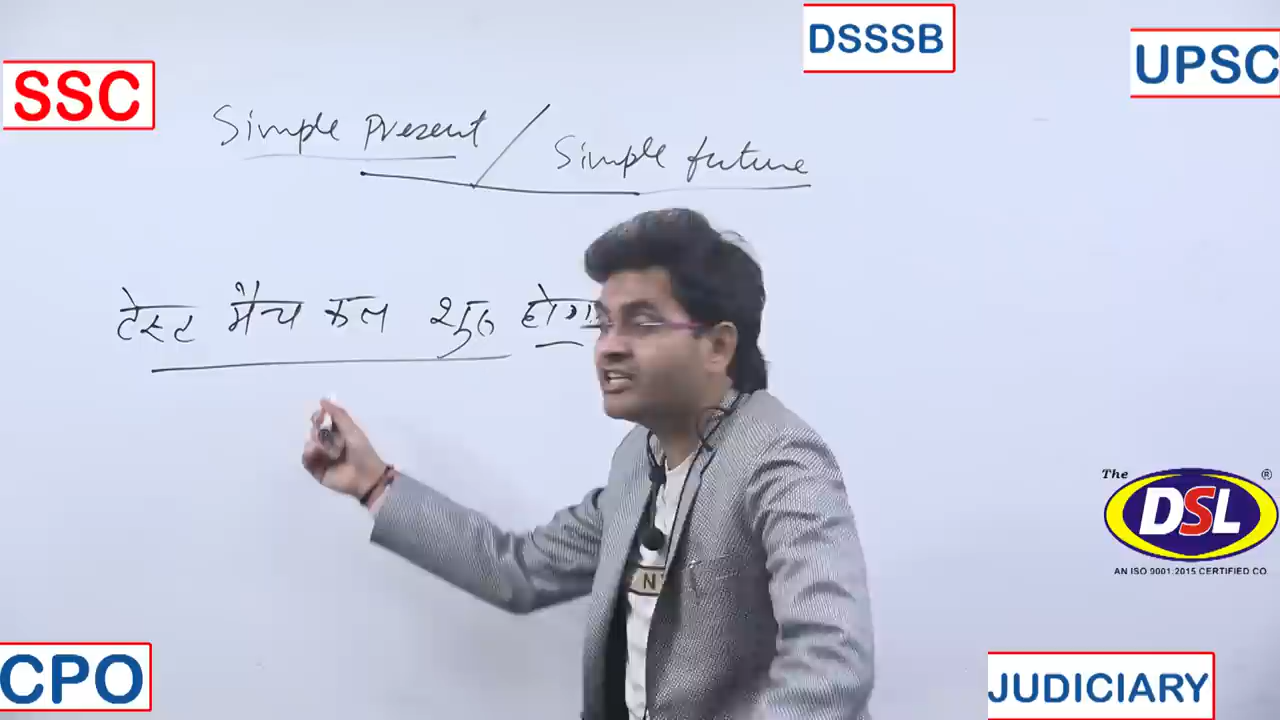 DSSSB
UPSC
SSC
Simple present / Simple future
टेस्ट मैच कल शुरू होगा
N
The DSL ®
AN ISO 9001:2015 CERTIFIED CO.
CPO
JUDICIARY